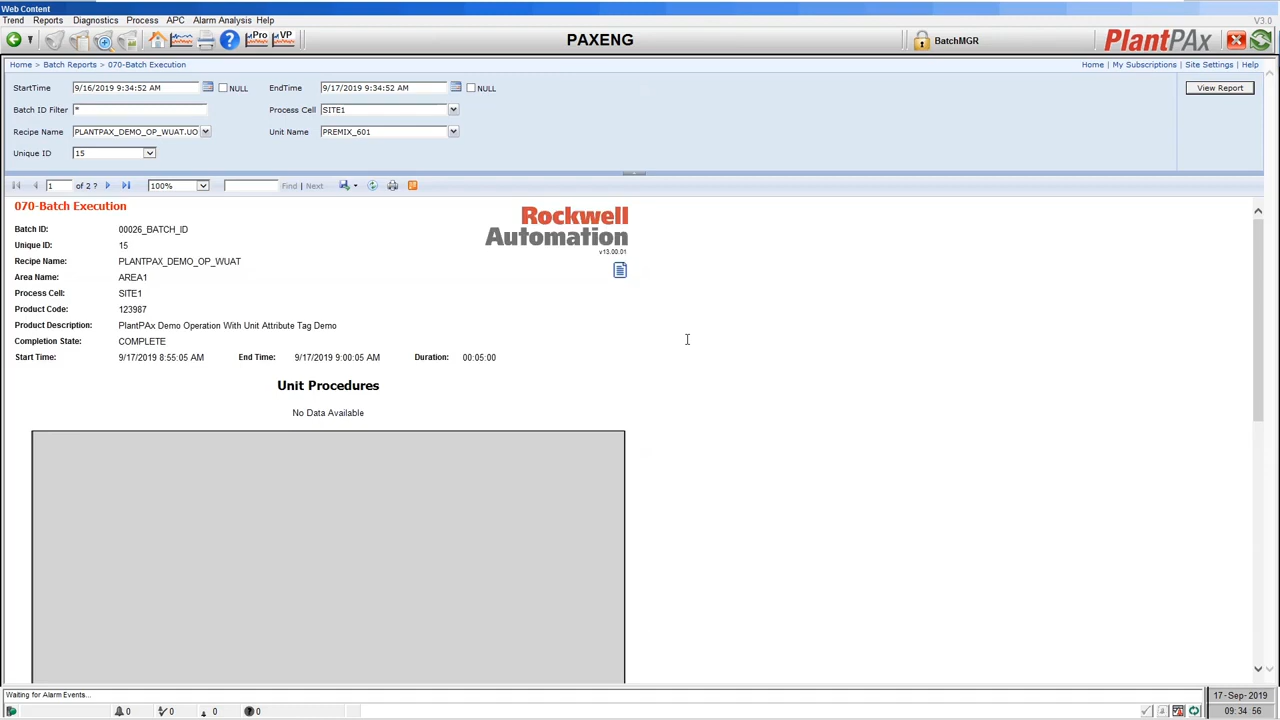 Web Content
Trend Reports Diagnostics Process APC Alarm Analysis Help
V3.0
Pro VP
PAXENG
BatchMGR
PlantPAx
Home > Batch Reports > 070-Batch Execution
Home | My Subscriptions | Site Settings | Help
StartTime 9/16/2019 9:34:52 AM NULL EndTime 9/17/2019 9:34:52 AM NULL
View Report
Batch ID Filter * Process Cell SITE1
Recipe Name PLANTPAX_DEMO_OP_WUAT.UO Unit Name PREMIX_601
Unique ID 15
1 of 2 ? 100% Find | Next
070-Batch Execution
Rockwell
Automation
v13.00.01
Batch ID: 00026_BATCH_ID
Unique ID: 15
Recipe Name: PLANTPAX_DEMO_OP_WUAT
Area Name: AREA1
Process Cell: SITE1
Product Code: 123987
Product Description: PlantPAx Demo Operation With Unit Attribute Tag Demo
Completion State: COMPLETE
Start Time: 9/17/2019 8:55:05 AM End Time: 9/17/2019 9:00:05 AM Duration: 00:05:00
Unit Procedures
No Data Available
Waiting for Alarm Events...
17-Sep-2019
0 0 0 0
09:34 56